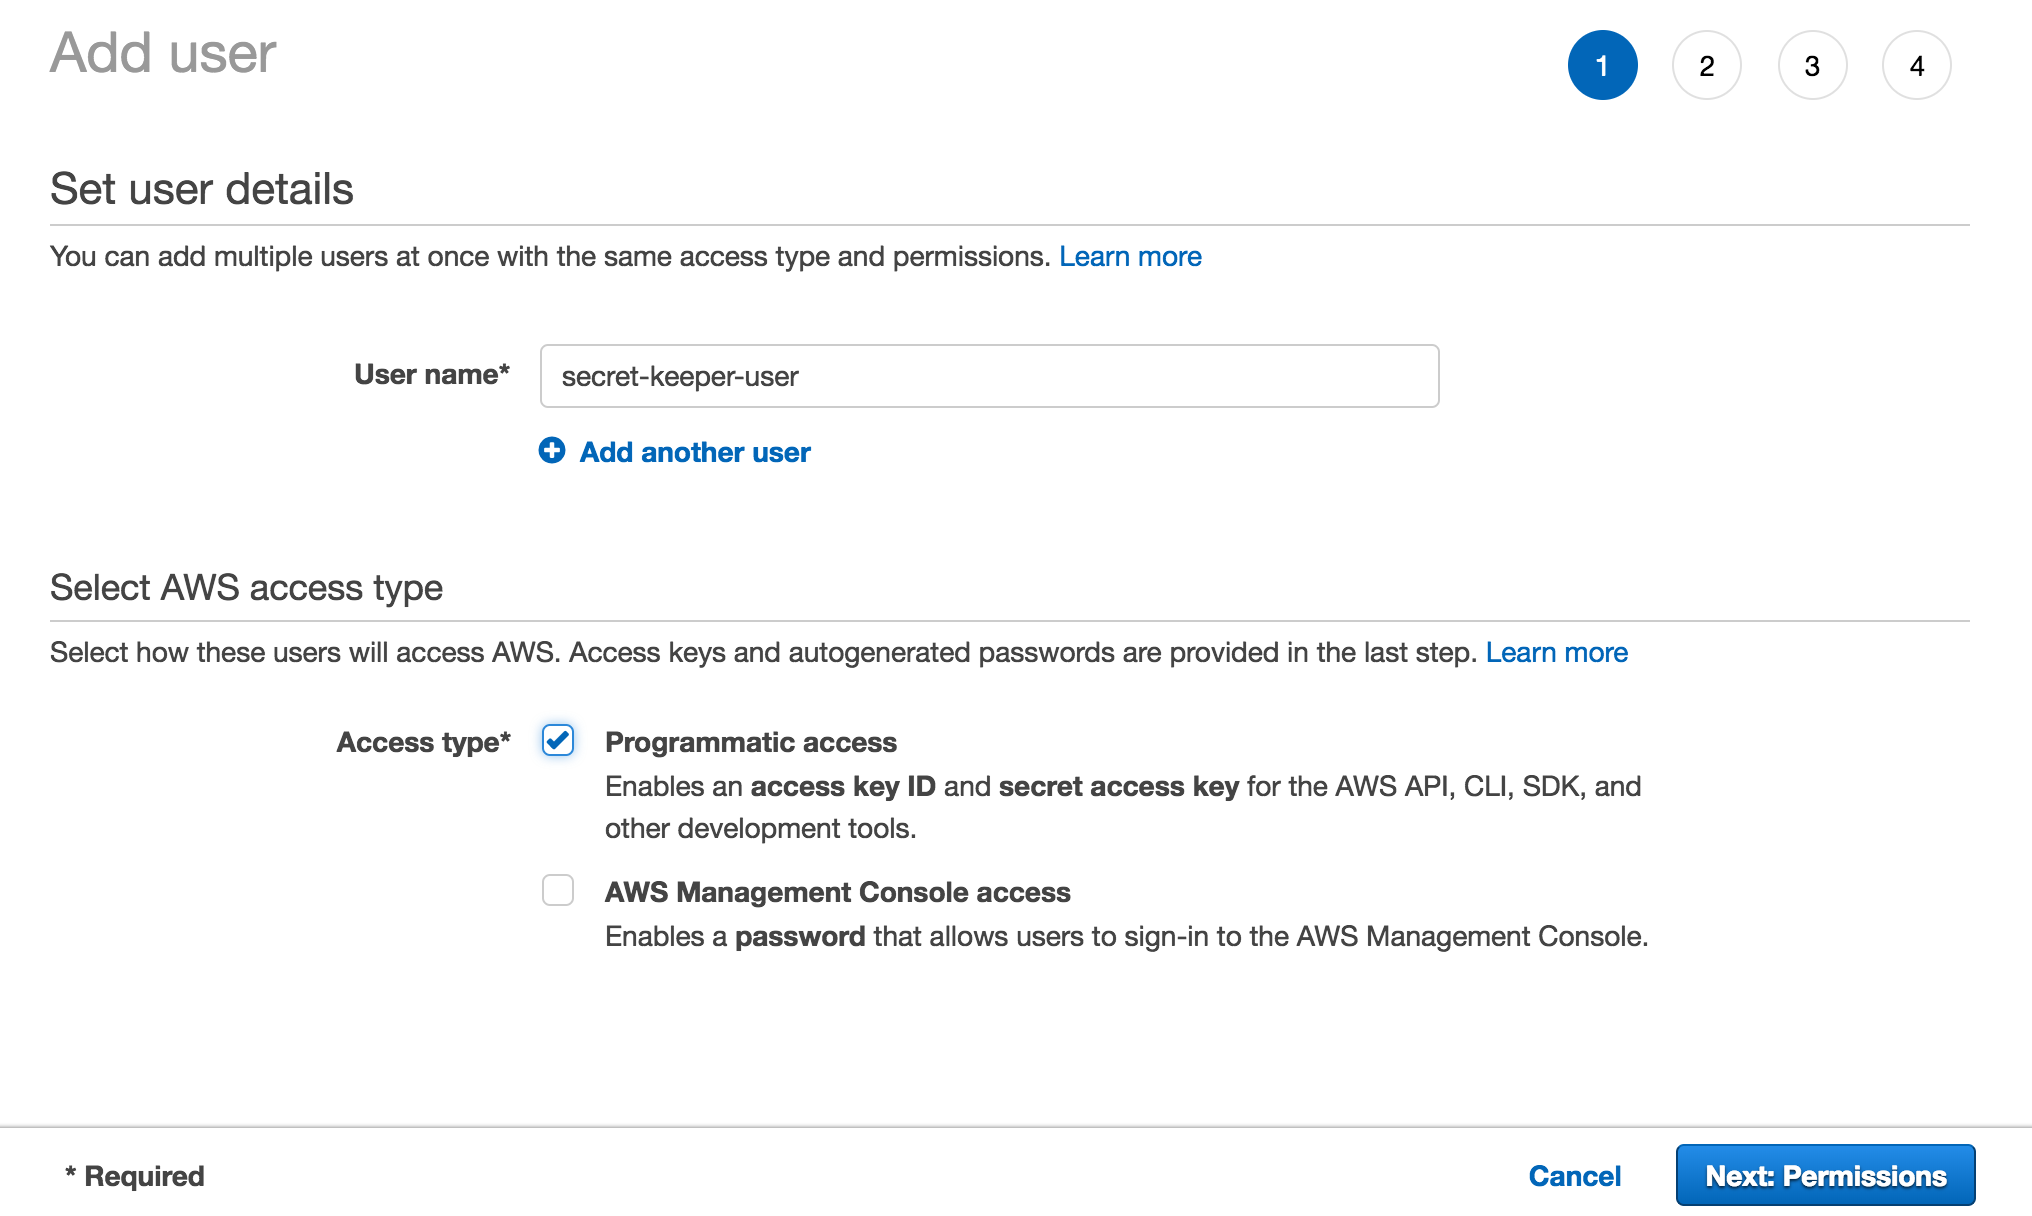 Add user
1 2 3 4
Set user details
You can add multiple users at once with the same access type and permissions. Learn more
User name* secret-keeper-user
Add another user
Select AWS access type
Select how these users will access AWS. Access keys and autogenerated passwords are provided in the last step. Learn more
Access type* Programmatic access
Enables an access key ID and secret access key for the AWS API, CLI, SDK, and
other development tools.
AWS Management Console access
Enables a password that allows users to sign-in to the AWS Management Console.
* Required Cancel Next: Permissions